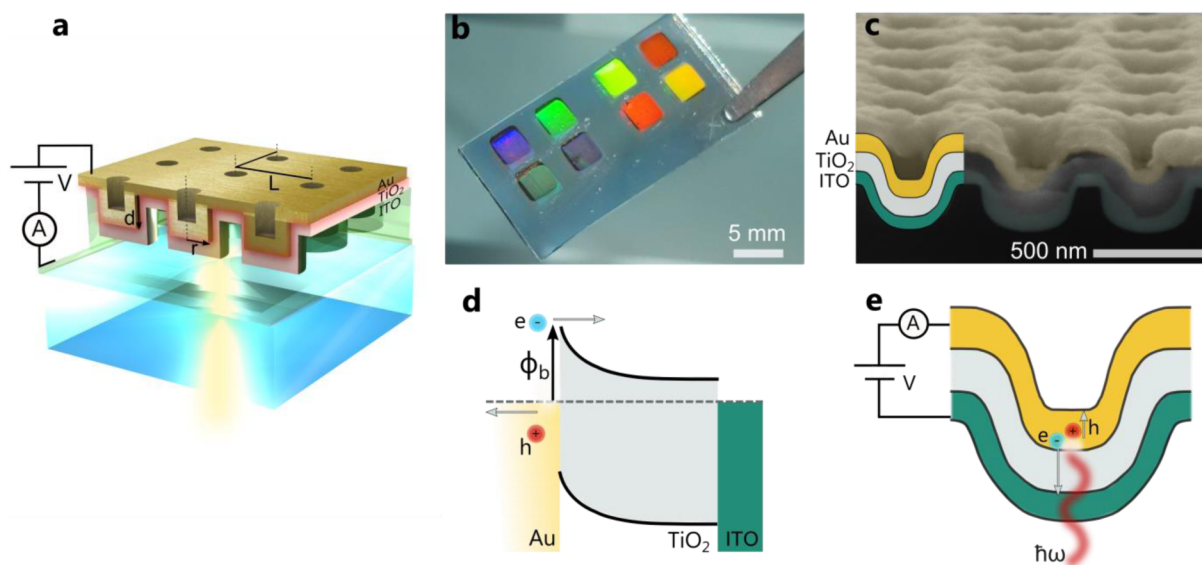 a
V
A
L
d
r
Au
TiO₂
ITO
b
5 mm
c
Au
TiO₂
ITO
500 nm
d
e
-
ϕb
+
h
Au
TiO₂
ITO
e
A
V
e
-
+
h
ħω